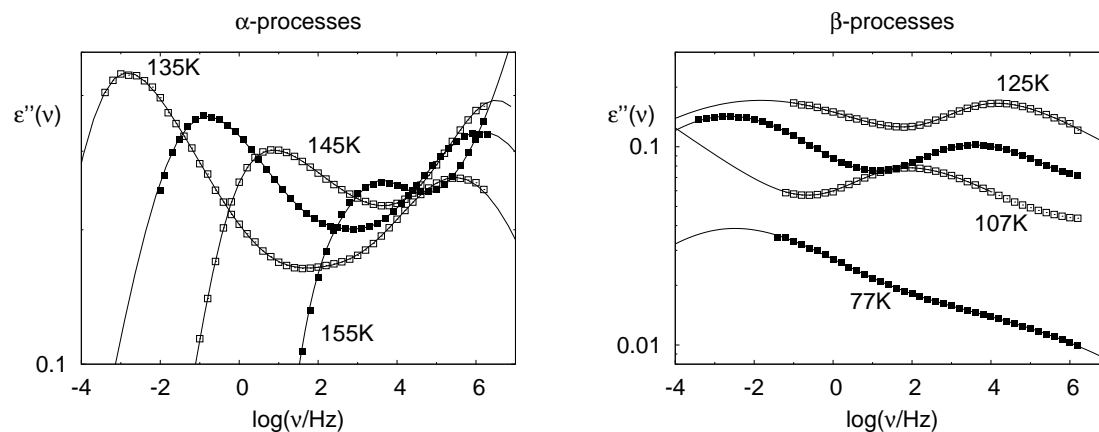 α-processes
135K
ε''(ν)
145K
155K
0.1
-4 -2 0 2 4 6
log(ν/Hz)
β-processes
125K
ε''(ν)
0.1
107K
77K
0.01
-4 -2 0 2 4 6
log(ν/Hz)